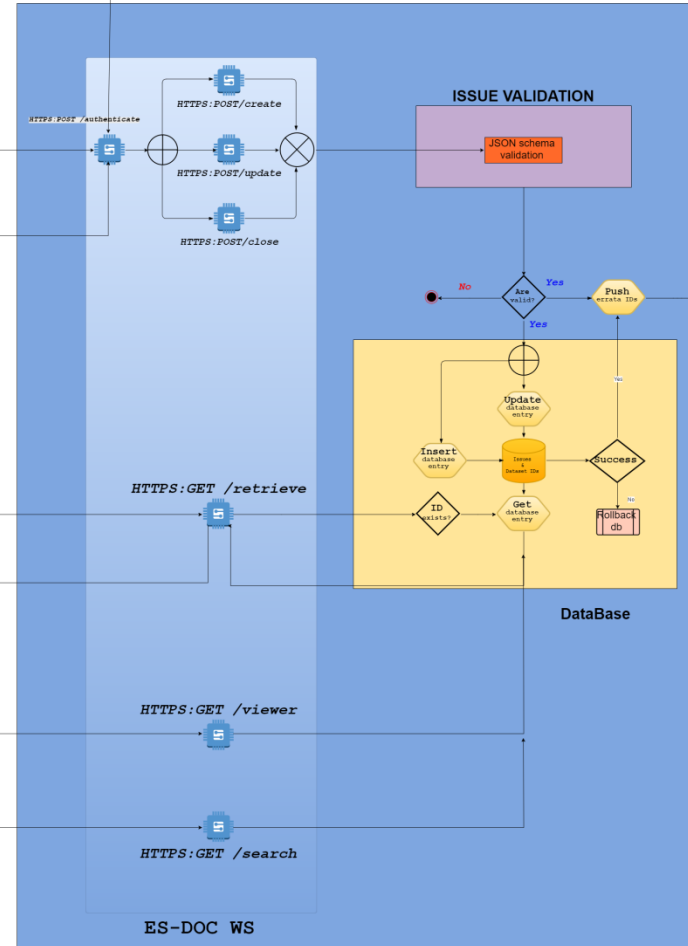 ISSUE VALIDATION
HTTPS:POST/create
HTTPS:POST /authenticate
JSON schema
validation
HTTPS:POST/update
HTTPS:POST/close
No
Are
valid?
Yes
Push
errata IDs
Yes
Yes
Update
database
entry
Insert
database
entry
Issues
&
Dataset IDs
Success
HTTPS:GET /retrieve
ID
exists?
Get
database
entry
No
Rollback
db
DataBase
HTTPS:GET /viewer
HTTPS:GET /search
ES-DOC WS